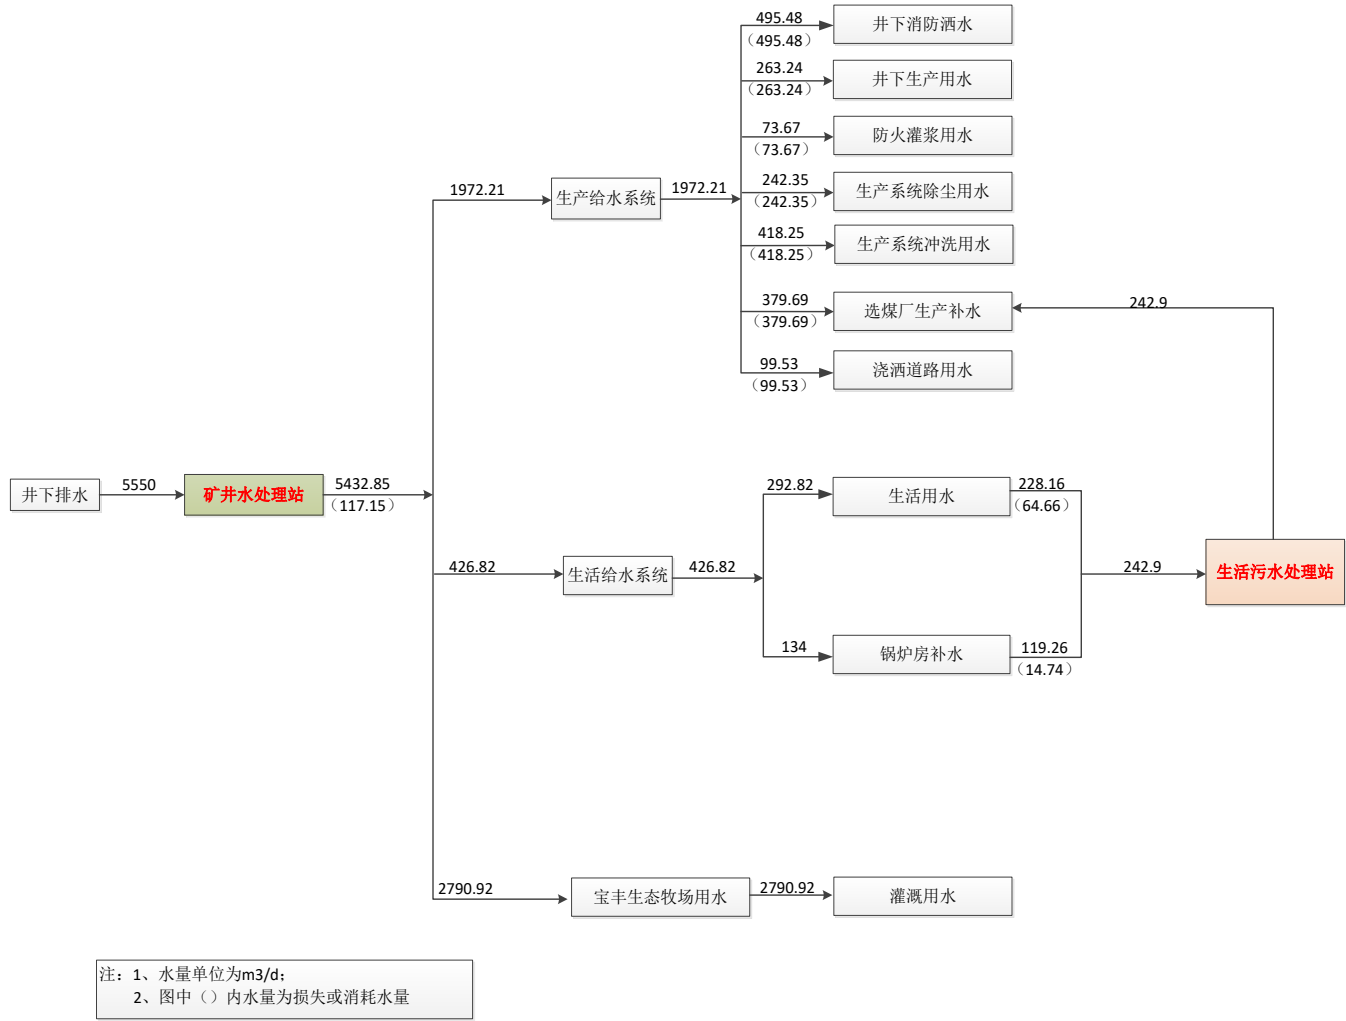 495.48
（495.48）
井下消防洒水
263.24
（263.24）
井下生产用水
73.67
（73.67）
防火灌浆用水
1972.21
生产给水系统
1972.21
242.35
（242.35）
生产系统除尘用水
418.25
（418.25）
生产系统冲洗用水
379.69
（379.69）
选煤厂生产补水
242.9
99.53
（99.53）
浇洒道路用水
井下排水
5550
矿井水处理站
5432.85
（117.15）
292.82
生活用水
228.16
（64.66）
426.82
生活给水系统
426.82
242.9
生活污水处理站
134
锅炉房补水
119.26
（14.74）
2790.92
宝丰生态牧场用水
2790.92
灌溉用水
注：1、水量单位为m3/d；
2、图中（）内水量为损失或消耗水量